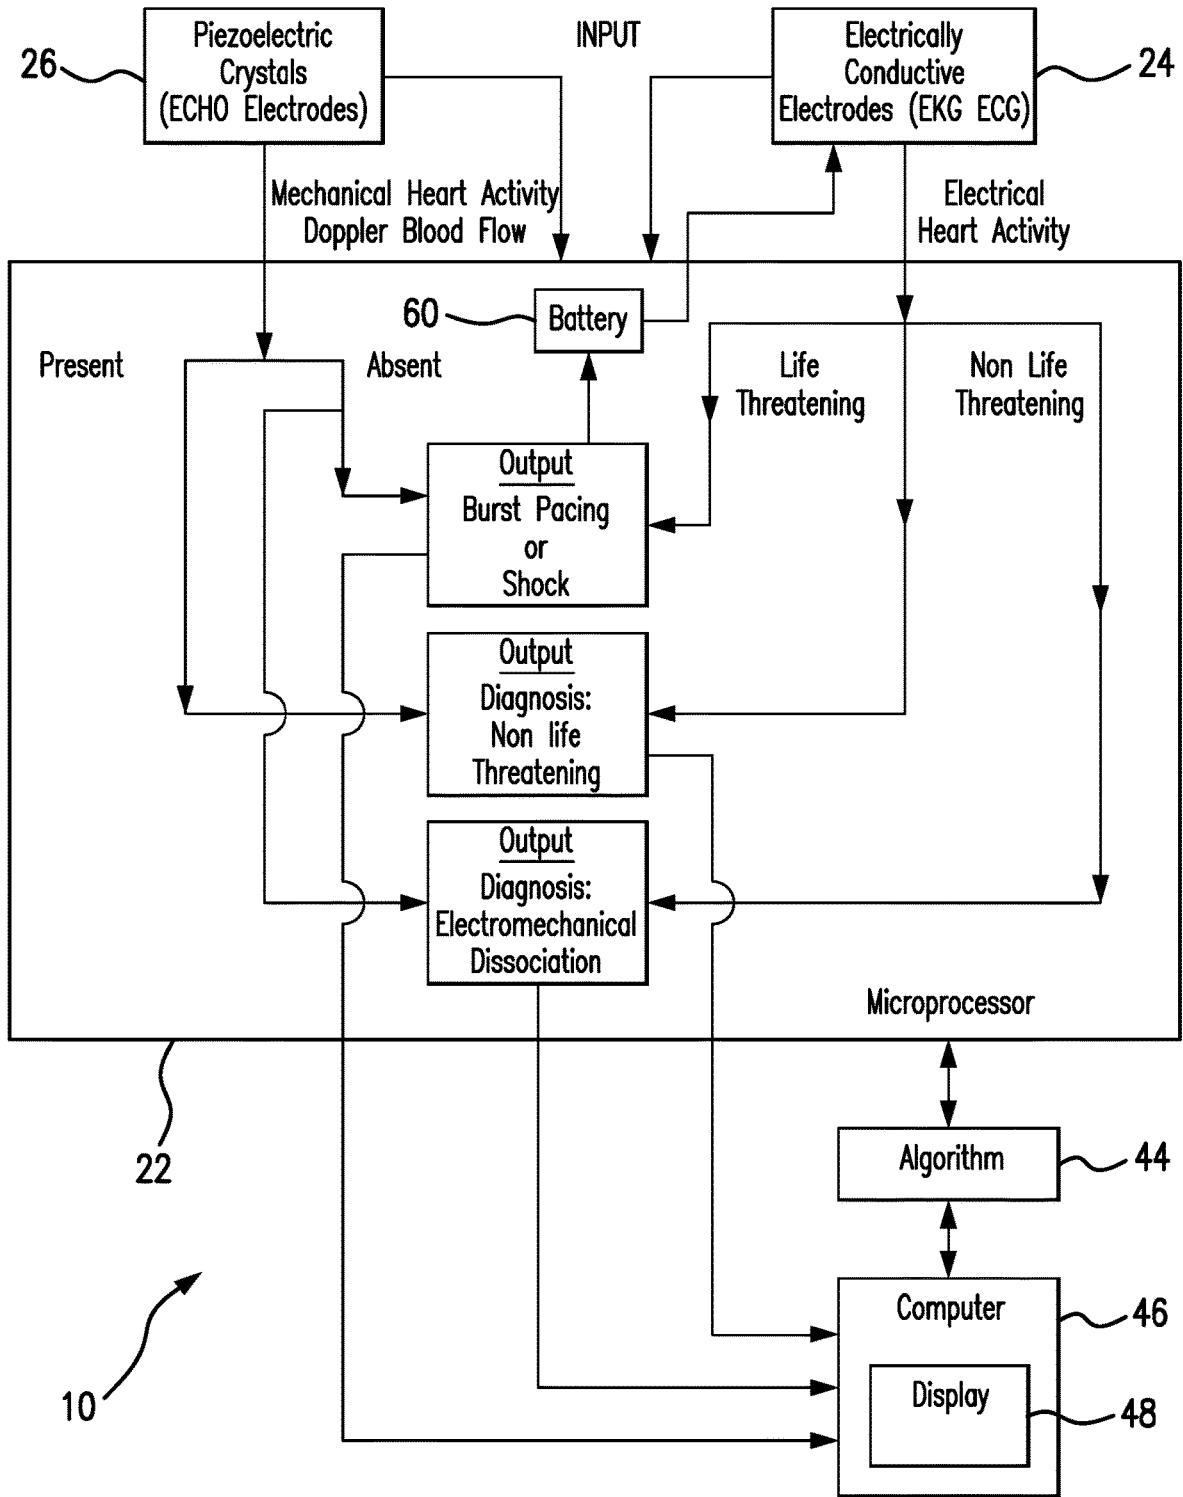 Piezoelectric
Crystals
(ECHO Electrodes)
26
INPUT
Electrically
Conductive
Electrodes (EKG ECG)
24
Mechanical Heart Activity
Doppler Blood Flow
Electrical
Heart Activity
60
Battery
Present
Absent
Life
Threatening
Non Life
Threatening
Output
Burst Pacing
or
Shock
Output
Diagnosis:
Non life
Threatening
Output
Diagnosis:
Electromechanical
Dissociation
Microprocessor
22
Algorithm
44
Computer
46
Display
48
10